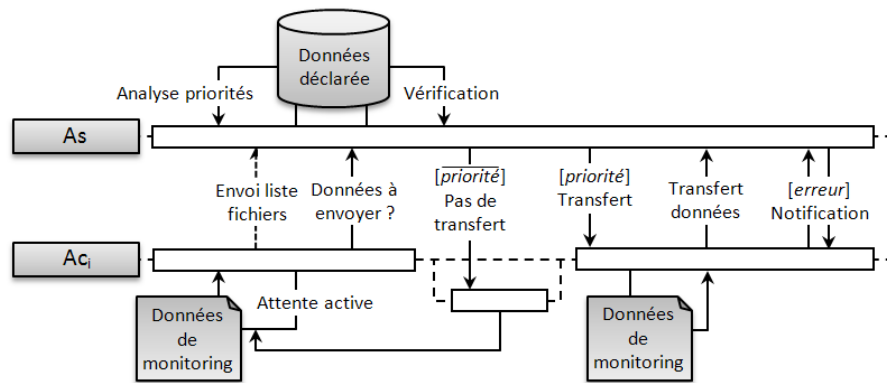 Données
déclarée
Analyse priorités
Vérification
As
Envoi liste
fichiers
Données à
envoyer ?
[priorité]
Pas de
transfert
[priorité]
Transfert
Transfert
données
[erreur]
Notification
Aci
Données
de
monitoring
Attente active
Données
de
monitoring